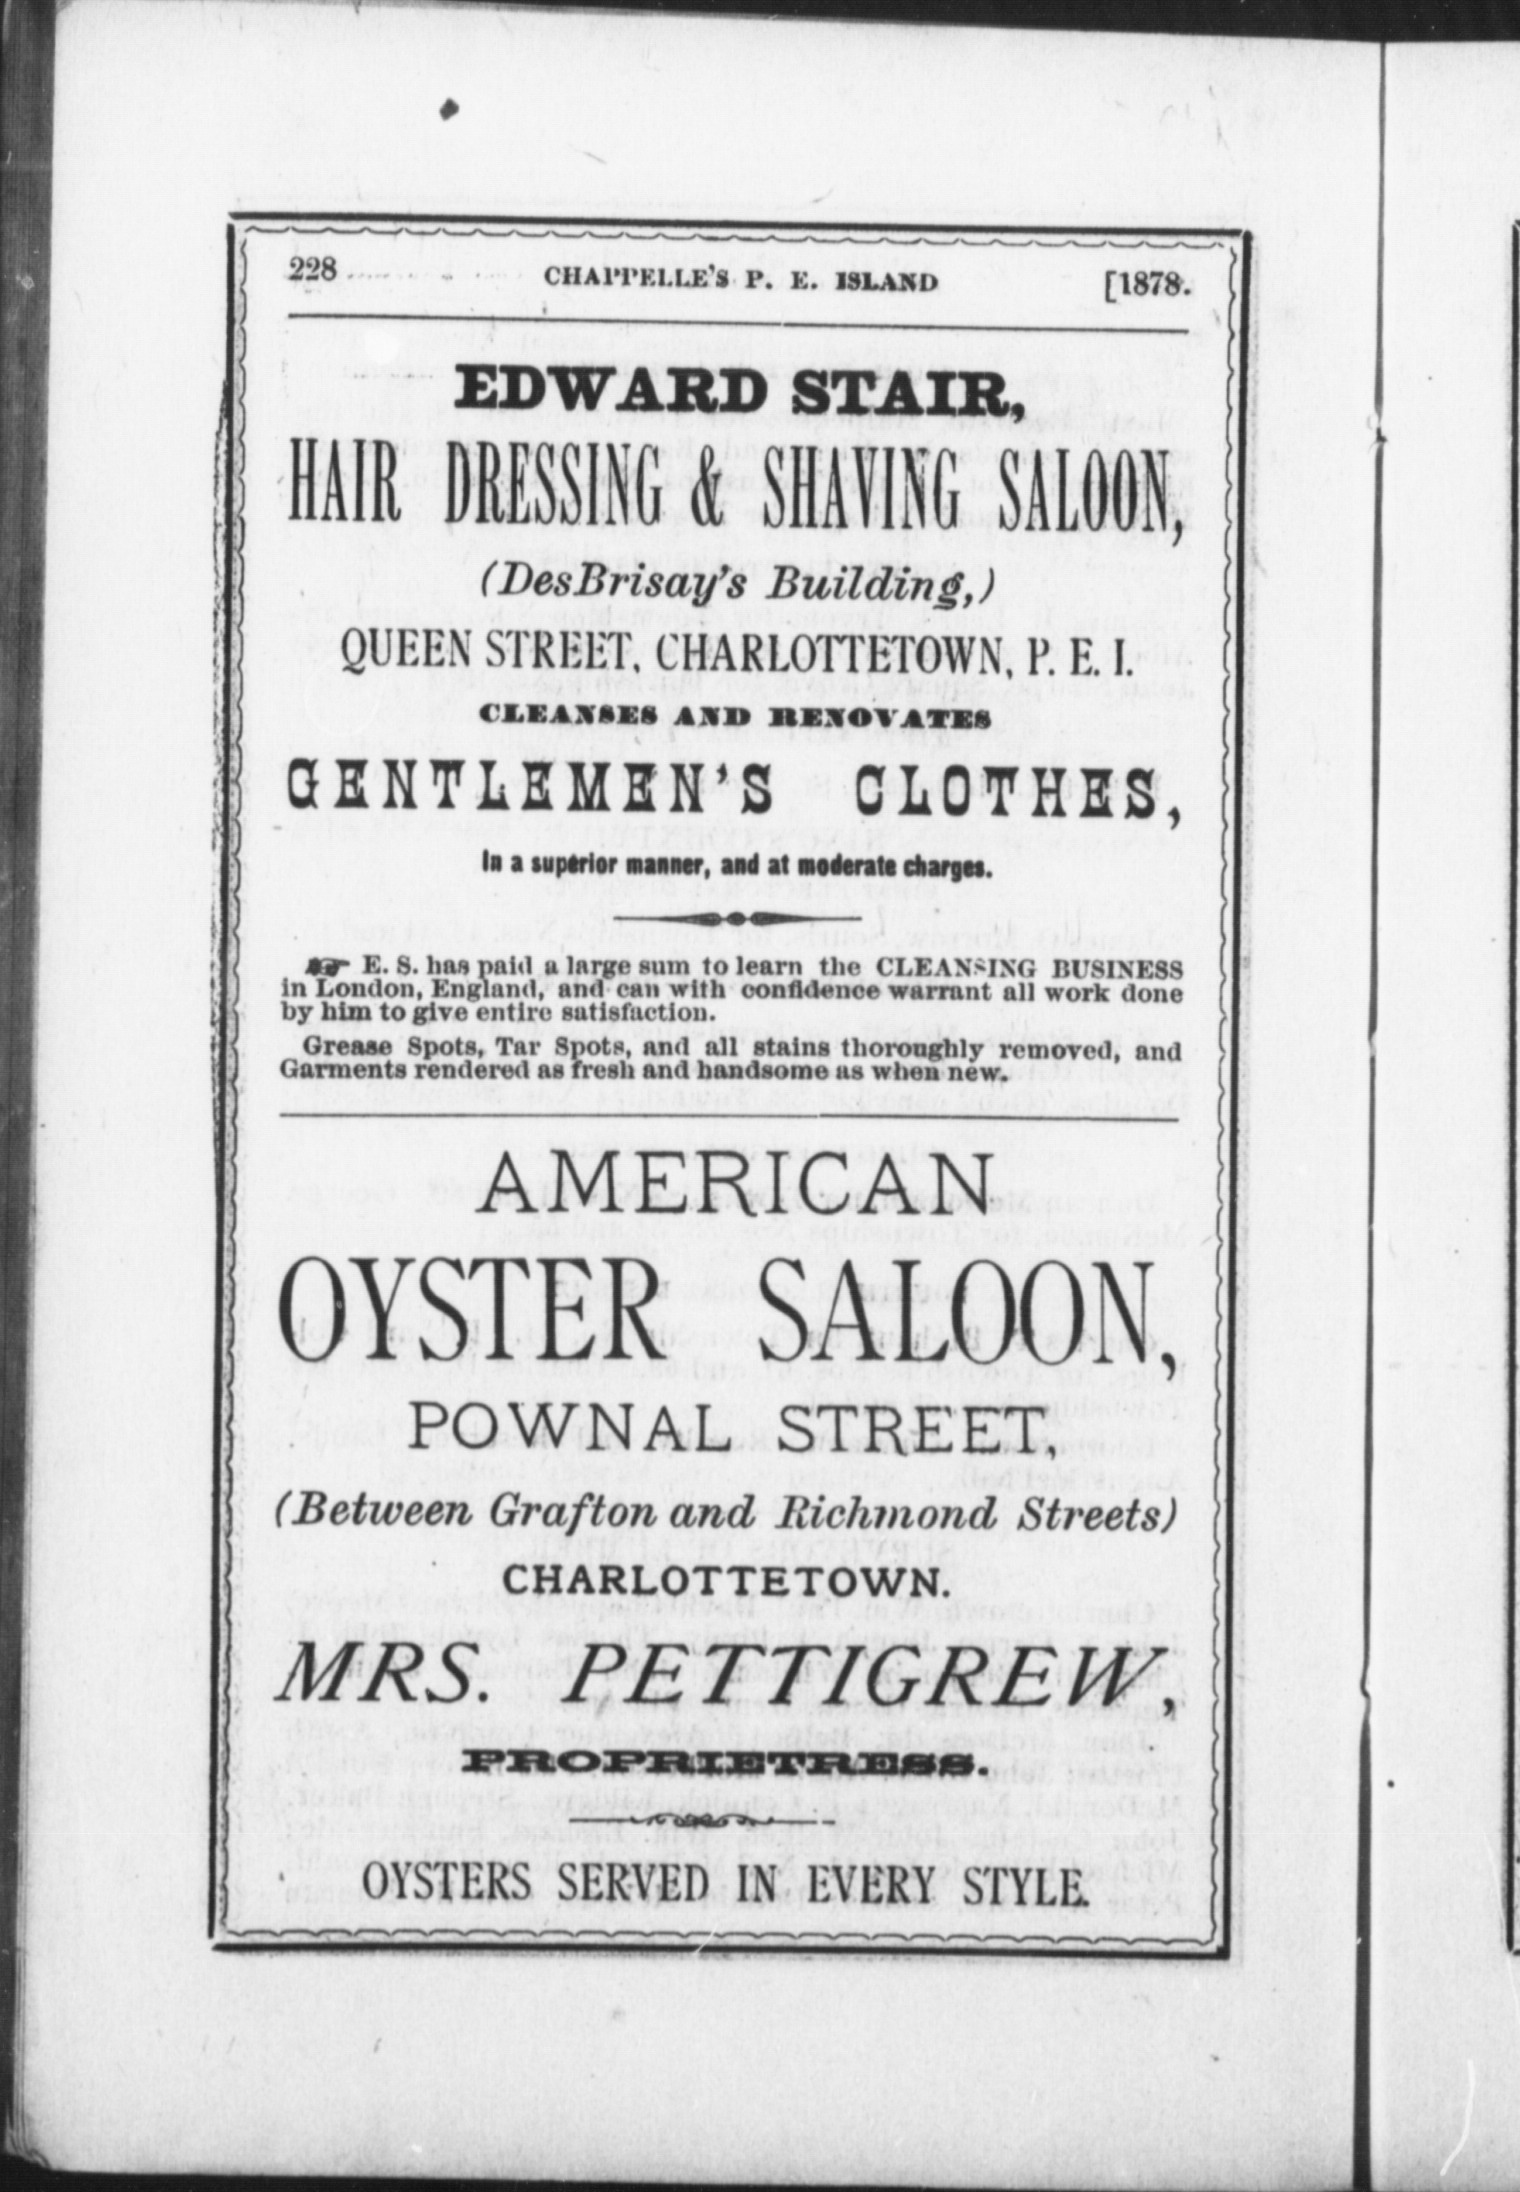 228 CHAPPELLE'S P. E. ISLAND [1878.
EDWARD STAIR,
HAIR DRESSING & SHAVING SALOON,
(DesBrisay's Building,)
QUEEN STREET, CHARLOTTETOWN, P. E. I.
CLEANSES AND RENOVATES
GENTLEMEN'S CLOTHES,
In a superior manner, and at moderate charges.
☞ E. S. has paid a large sum to learn the CLEANSING BUSINESS
in London, England, and can with confidence warrant all work done
by him to give entire satisfaction.
Grease Spots, Tar Spots, and all stains thoroughly removed, and
Garments rendered as fresh and handsome as when new.
AMERICAN
OYSTER SALOON,
POWNAL STREET,
(Between Grafton and Richmond Streets)
CHARLOTTETOWN.
MRS. PETTIGREW,
PROPRIETRESS.
OYSTERS SERVED IN EVERY STYLE.